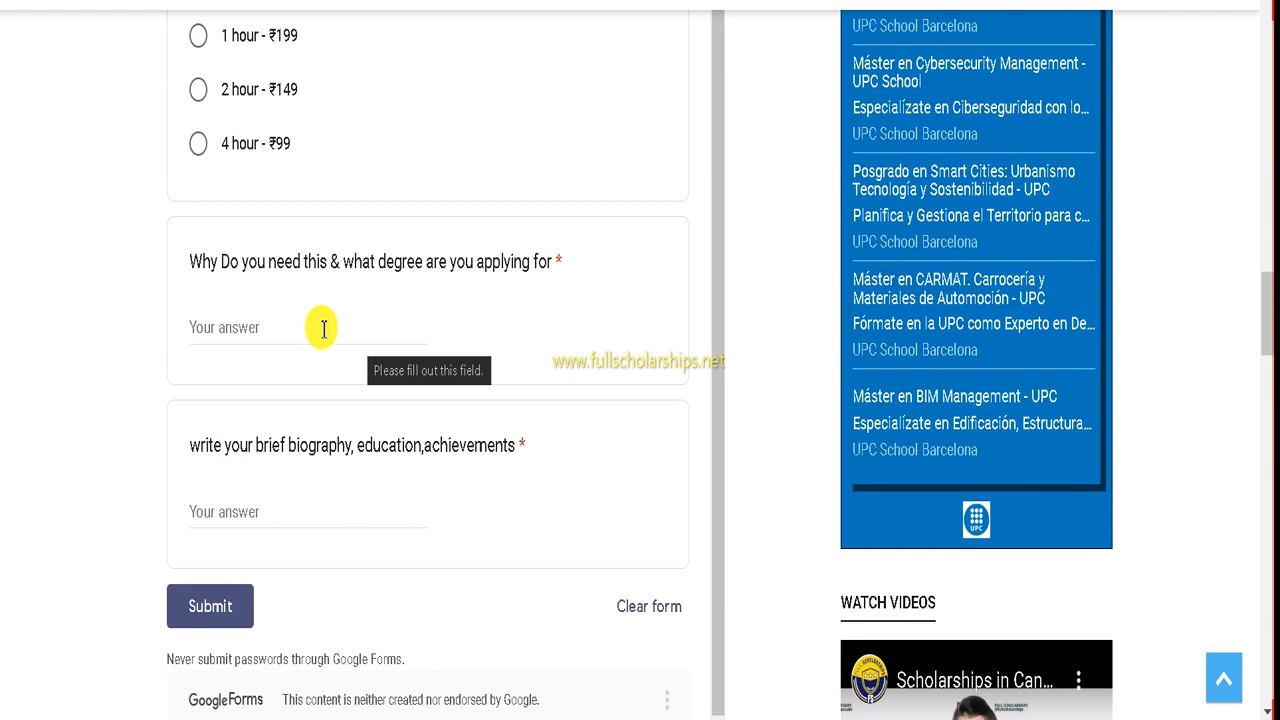 1 hour - ₹199
2 hour - ₹149
4 hour - ₹99
Why Do you need this & what degree are you applying for *
Your answer
Please fill out this field.
www.fullscholarships.net
write your brief biography, education,achievements *
Your answer
Submit
Clear form
Never submit passwords through Google Forms.
Google Forms
This content is neither created nor endorsed by Google.
UPC School Barcelona
Máster en Cybersecurity Management -
UPC School
Especialízate en Ciberseguridad con lo...
UPC School Barcelona
Posgrado en Smart Cities: Urbanismo
Tecnología y Sostenibilidad - UPC
Planifica y Gestiona el Territorio para c...
UPC School Barcelona
Máster en CARMAT. Carrocería y
Materiales de Automoción - UPC
Fórmate en la UPC como Experto en De...
UPC School Barcelona
Máster en BIM Management - UPC
Especialízate en Edificación, Estructura...
UPC School Barcelona
UPC
WATCH VIDEOS
Scholarships in Can...